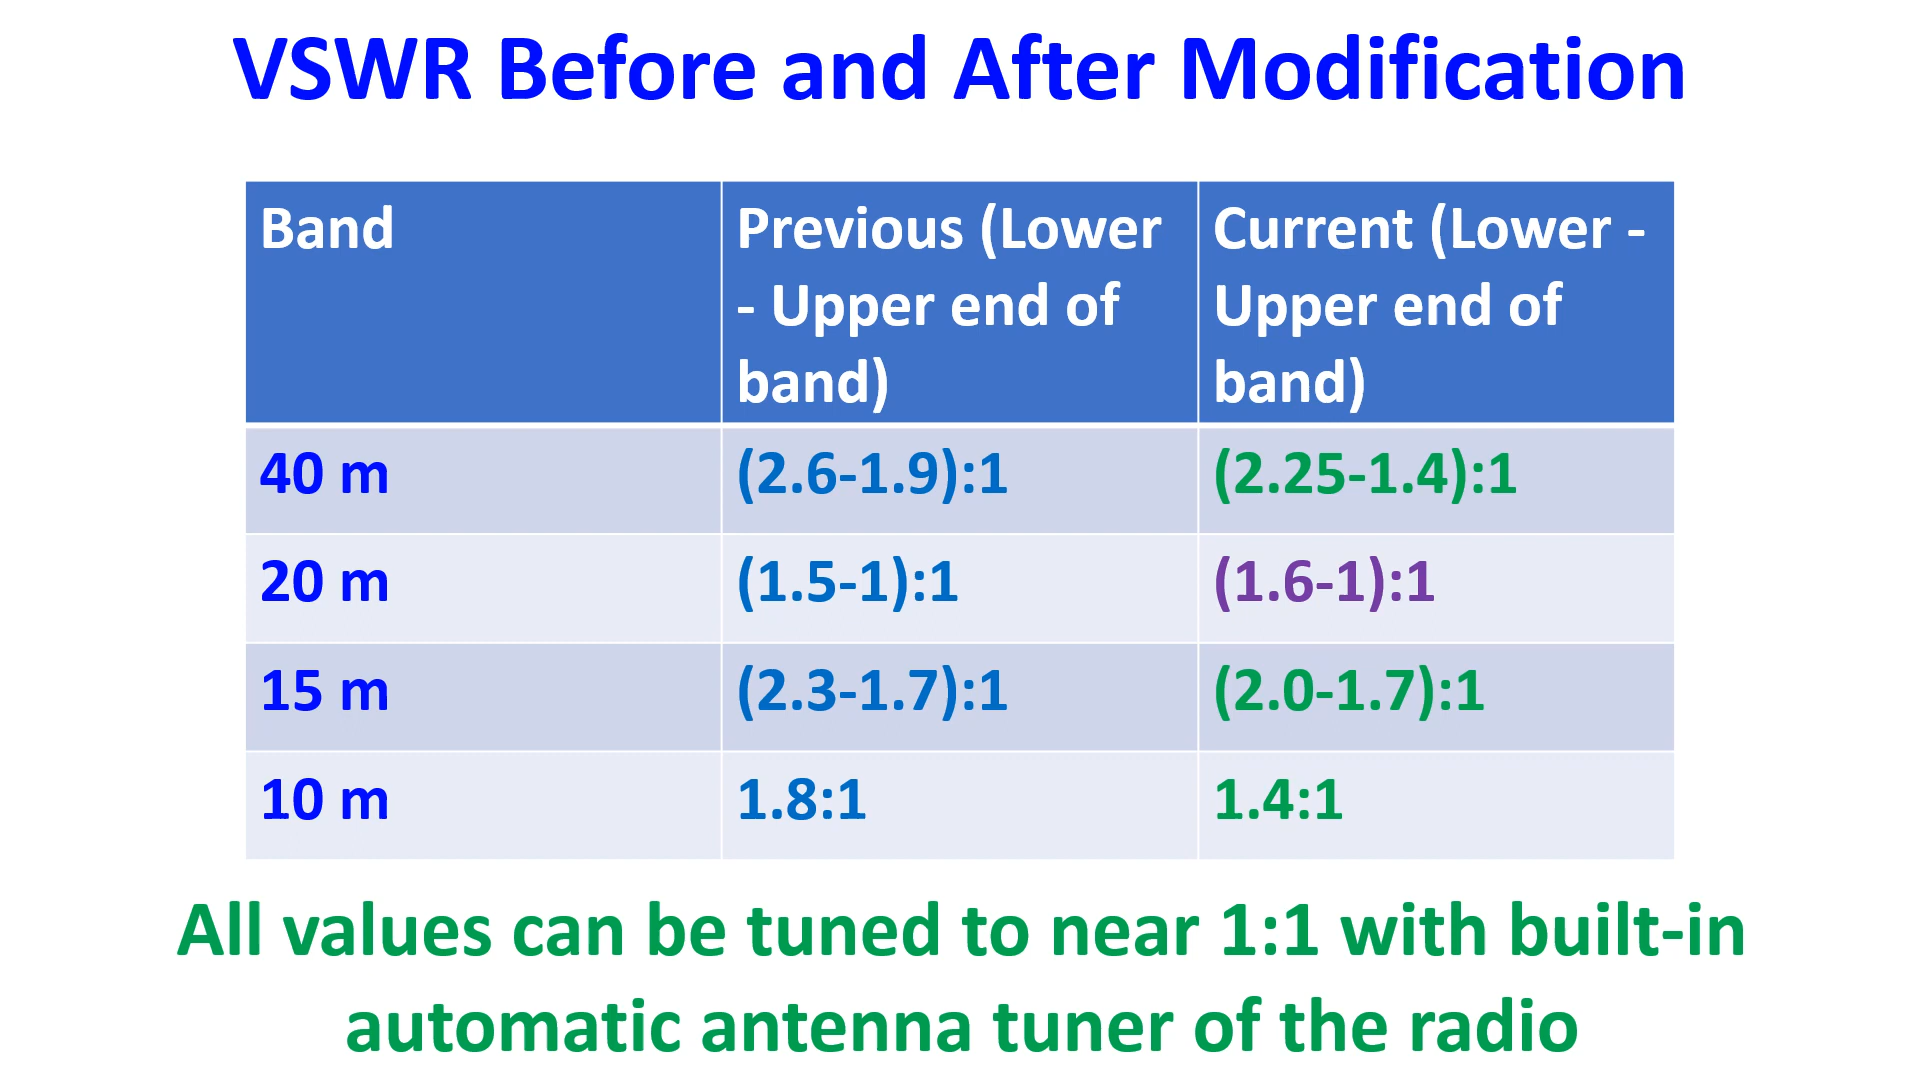 VSWR Before and After Modification
Band
Previous (Lower
- Upper end of
band)
Current (Lower -
Upper end of
band)
40 m
(2.6-1.9):1
(2.25-1.4):1
20 m
(1.5-1):1
(1.6-1):1
15 m
(2.3-1.7):1
(2.0-1.7):1
10 m
1.8:1
1.4:1
All values can be tuned to near 1:1 with built-in
automatic antenna tuner of the radio